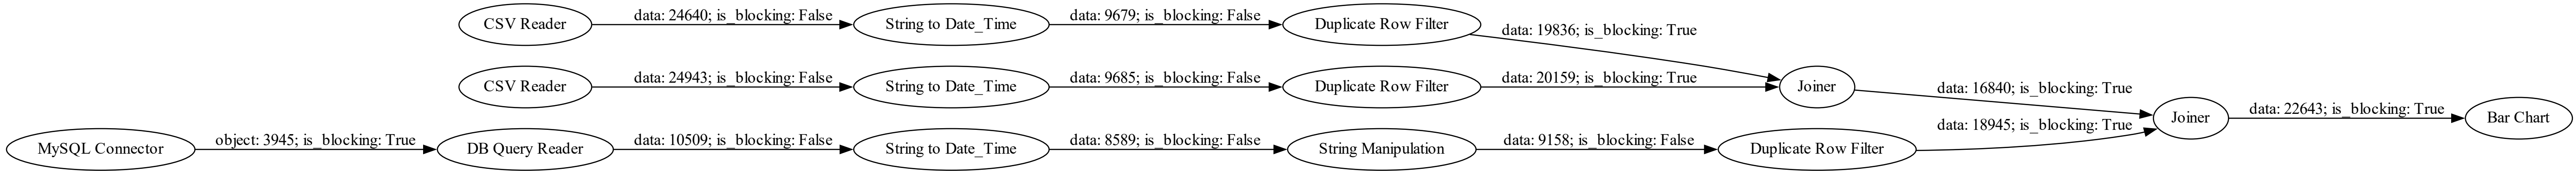 CSV Reader
data: 24640; is_blocking: False
String to Date_Time
data: 9679; is_blocking: False
Duplicate Row Filter
data: 19836; is_blocking: True
CSV Reader
data: 24943; is_blocking: False
String to Date_Time
data: 9685; is_blocking: False
Duplicate Row Filter
data: 20159; is_blocking: True
Joiner
data: 16840; is_blocking: True
MySQL Connector
object: 3945; is_blocking: True
DB Query Reader
data: 10509; is_blocking: False
String to Date_Time
data: 8589; is_blocking: False
String Manipulation
data: 9158; is_blocking: False
Duplicate Row Filter
data: 18945; is_blocking: True
Joiner
data: 22643; is_blocking: True
Bar Chart